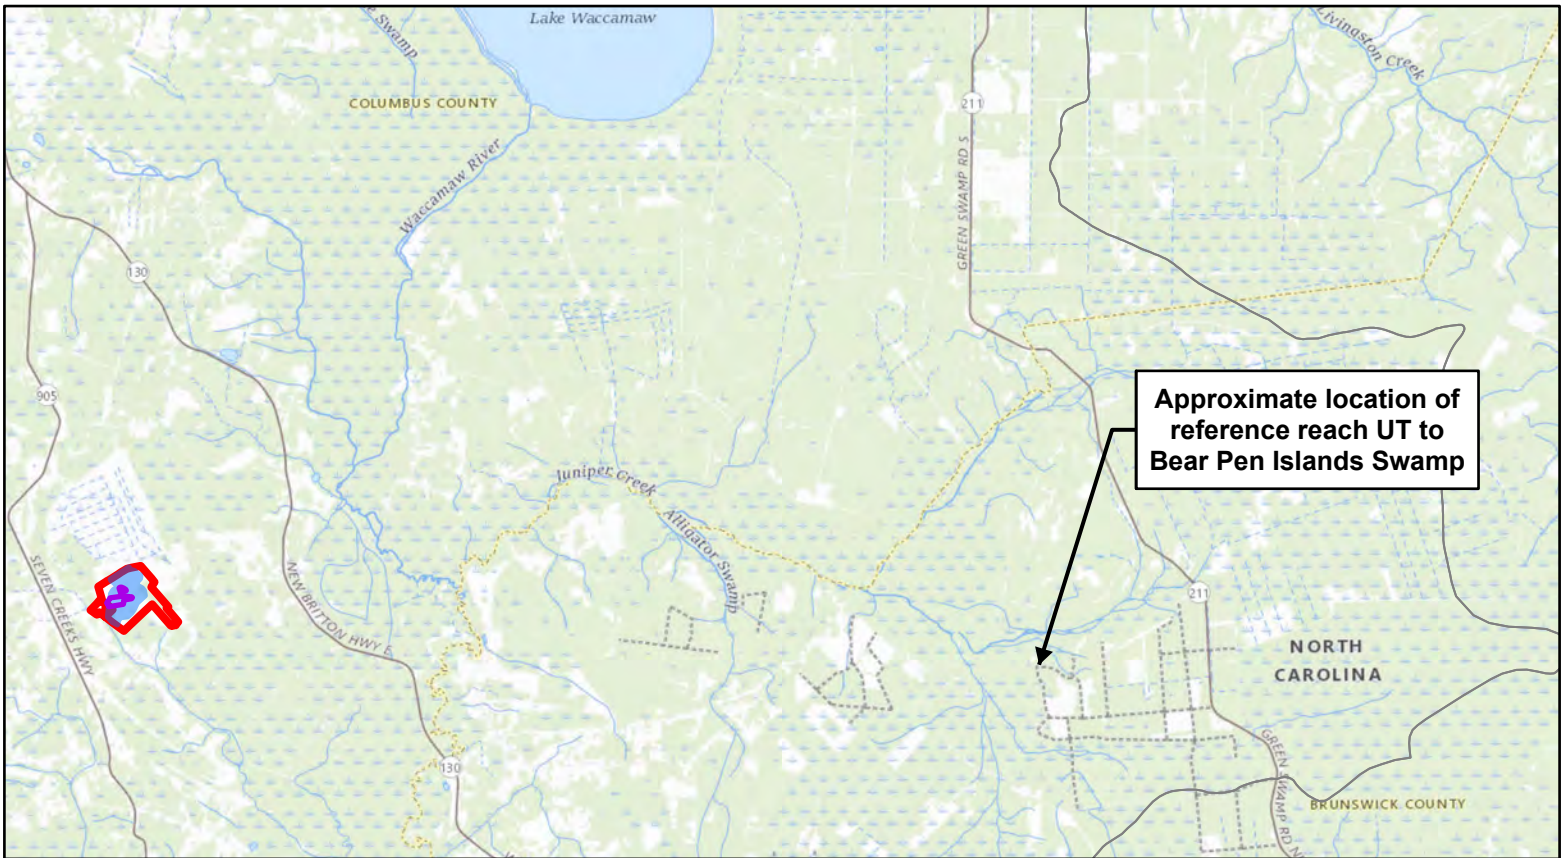 Lake Waccamaw
e Swamp
Livingston Creek
COLUMBUS COUNTY
211
Waccamaw River
GREEN SWAMP RD S
130
905
Approximate location of
reference reach UT to
Bear Pen Islands Swamp
Juniper Creek
Alligator Swamp
SEVEN CREEKS HWY
NEW BRITTON HWY E
211
NORTH
CAROLINA
130
GREEN SWAMP RD N
BRUNSWICK COUNTY